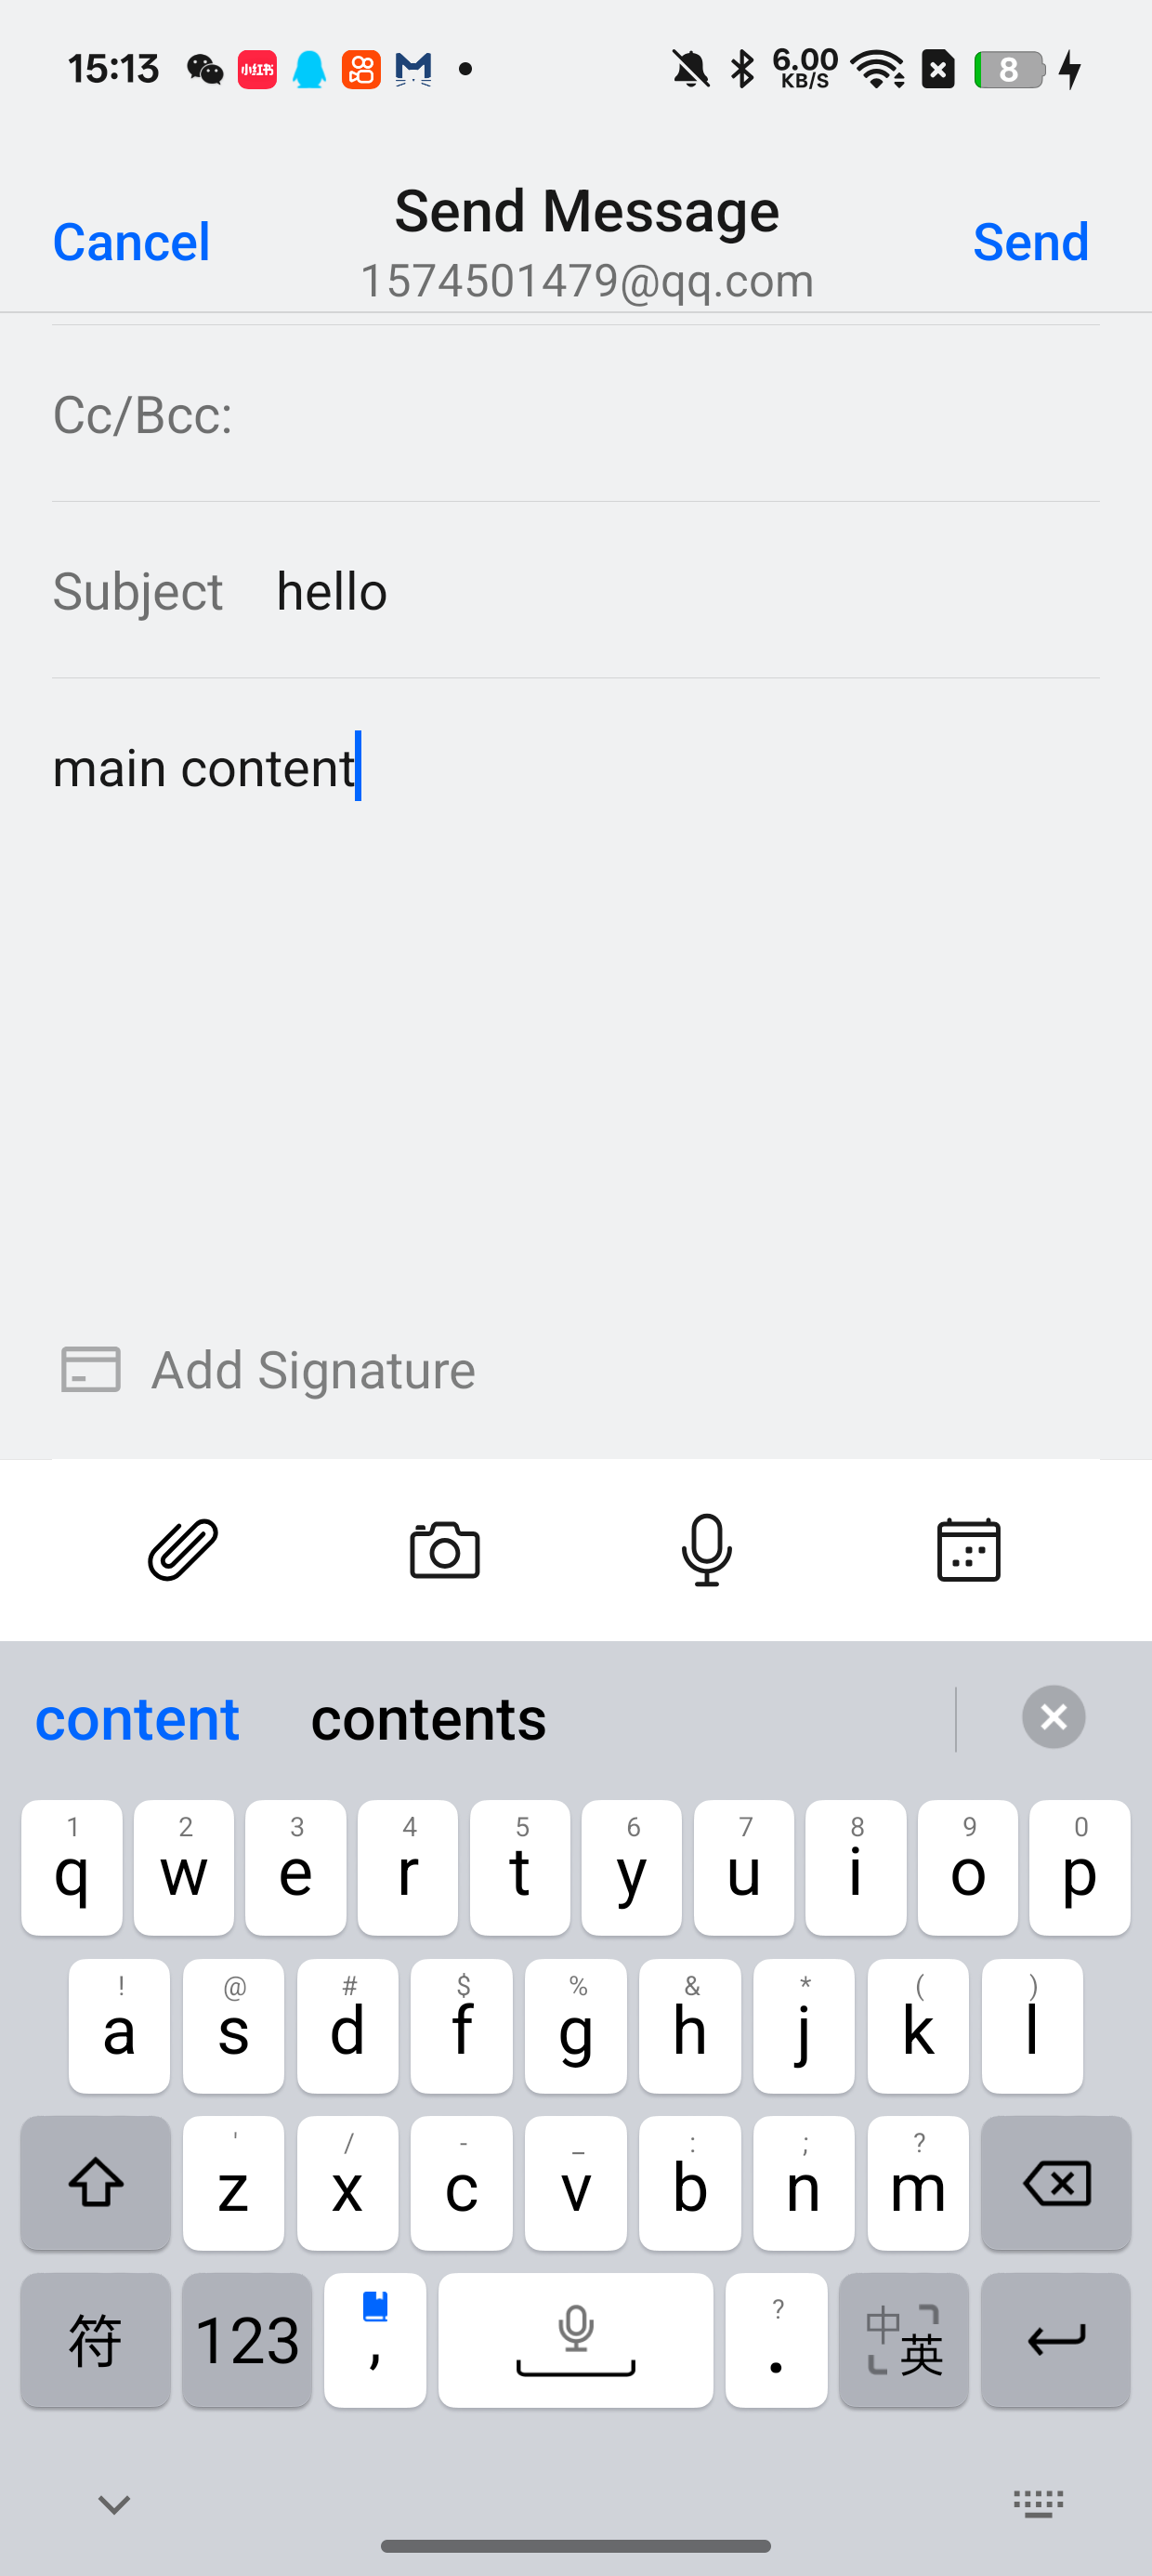 15:13 小红书 6.00 KB/S 8
Cancel Send Message Send
1574501479@qq.com
Cc/Bcc:
Subject hello
main content
Add Signature
content contents
1 2 3 4 5 6 7 8 9 0
q w e r t y u i o p
! @ # $ % & * ( )
a s d f g h j k l
' / - _ : ; ?
z x c v b n m
符 123 , ? . 中 英